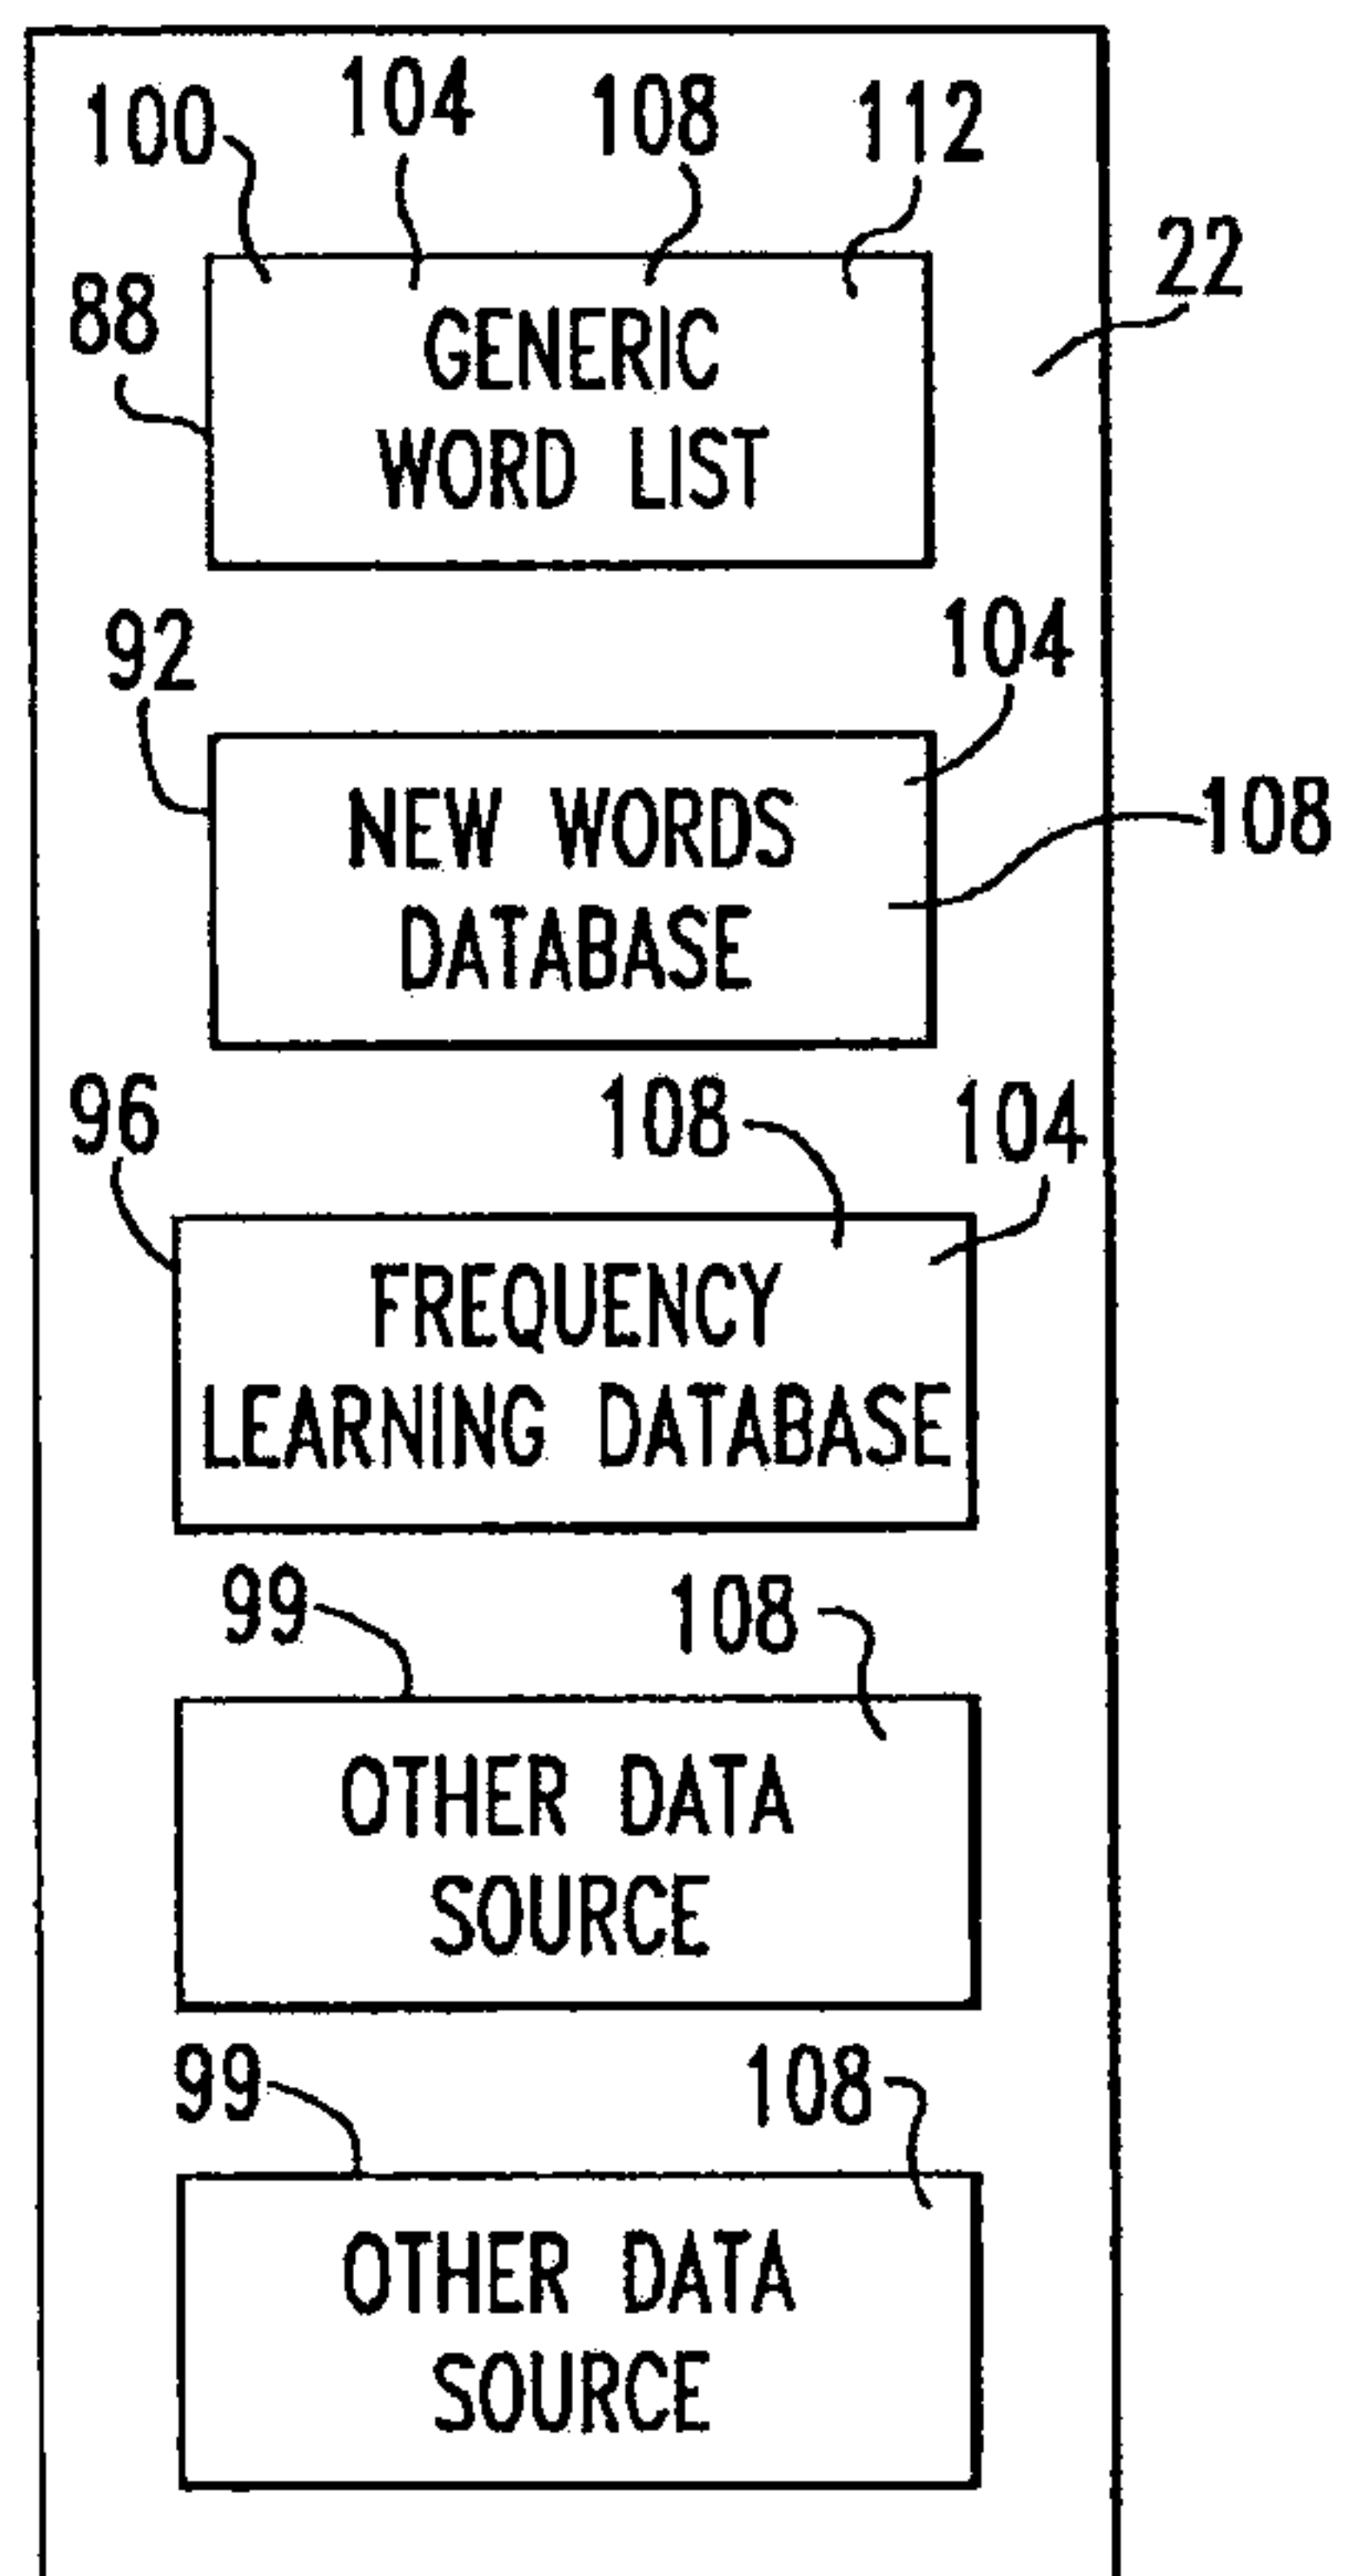 100 104 108 112
22
88
GENERIC
WORD LIST
92
104
NEW WORDS
108
DATABASE
96
108
104
FREQUENCY
LEARNING DATABASE
99
108
OTHER DATA
SOURCE
99
108
OTHER DATA
SOURCE